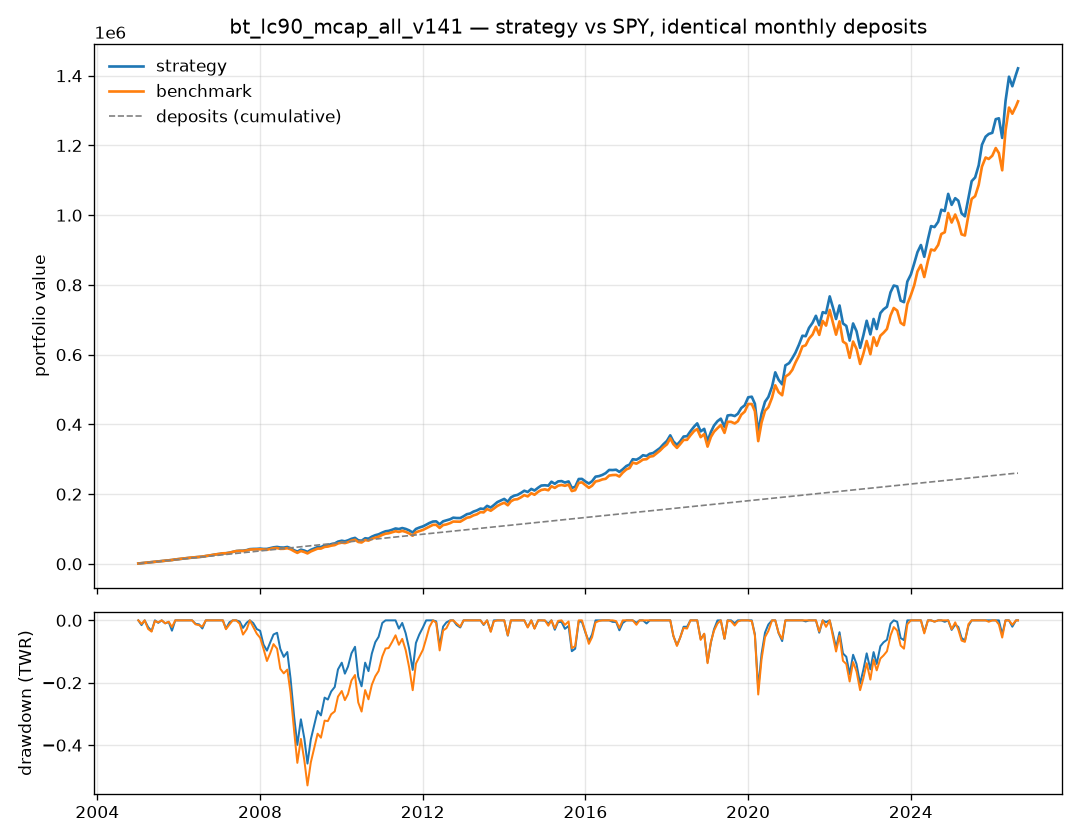 bt_lc90_mcap_all_v141 — strategy vs SPY, identical monthly deposits
1e6
strategy
benchmark
deposits (cumulative)
1.4
1.2
1.0
0.8
0.6
0.4
0.2
0.0
portfolio value
0.0
−0.2
−0.4
drawdown (TWR)
2004
2008
2012
2016
2020
2024